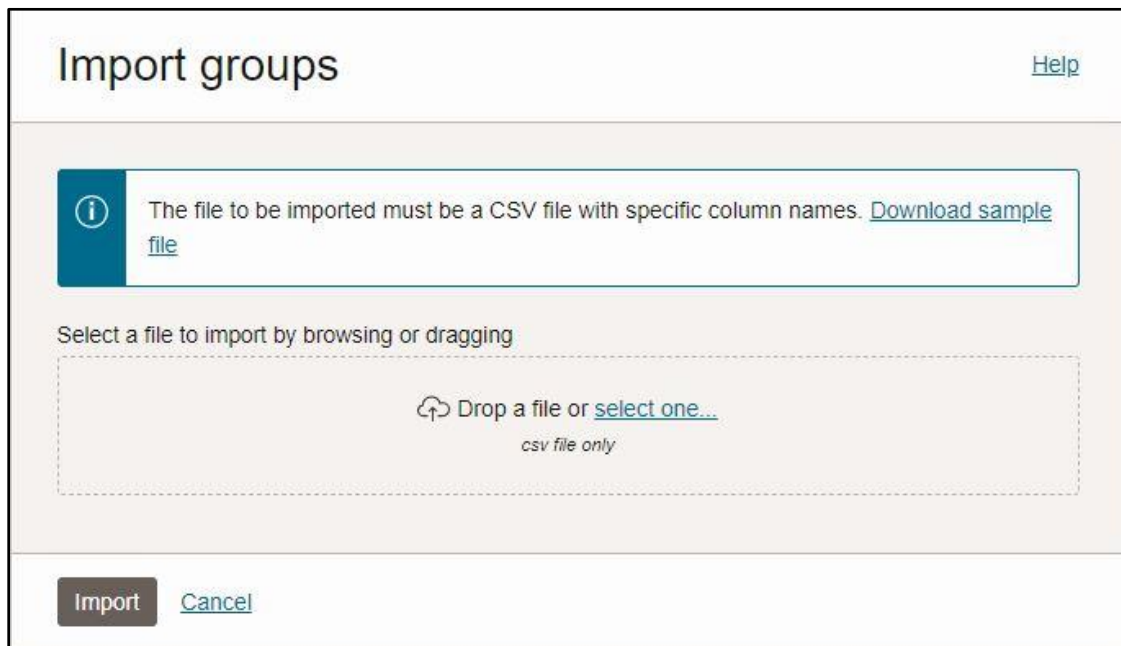 Import groups
Help
The file to be imported must be a CSV file with specific column names. Download sample
file
Select a file to import by browsing or dragging
Drop a file or select one...
csv file only
Import Cancel